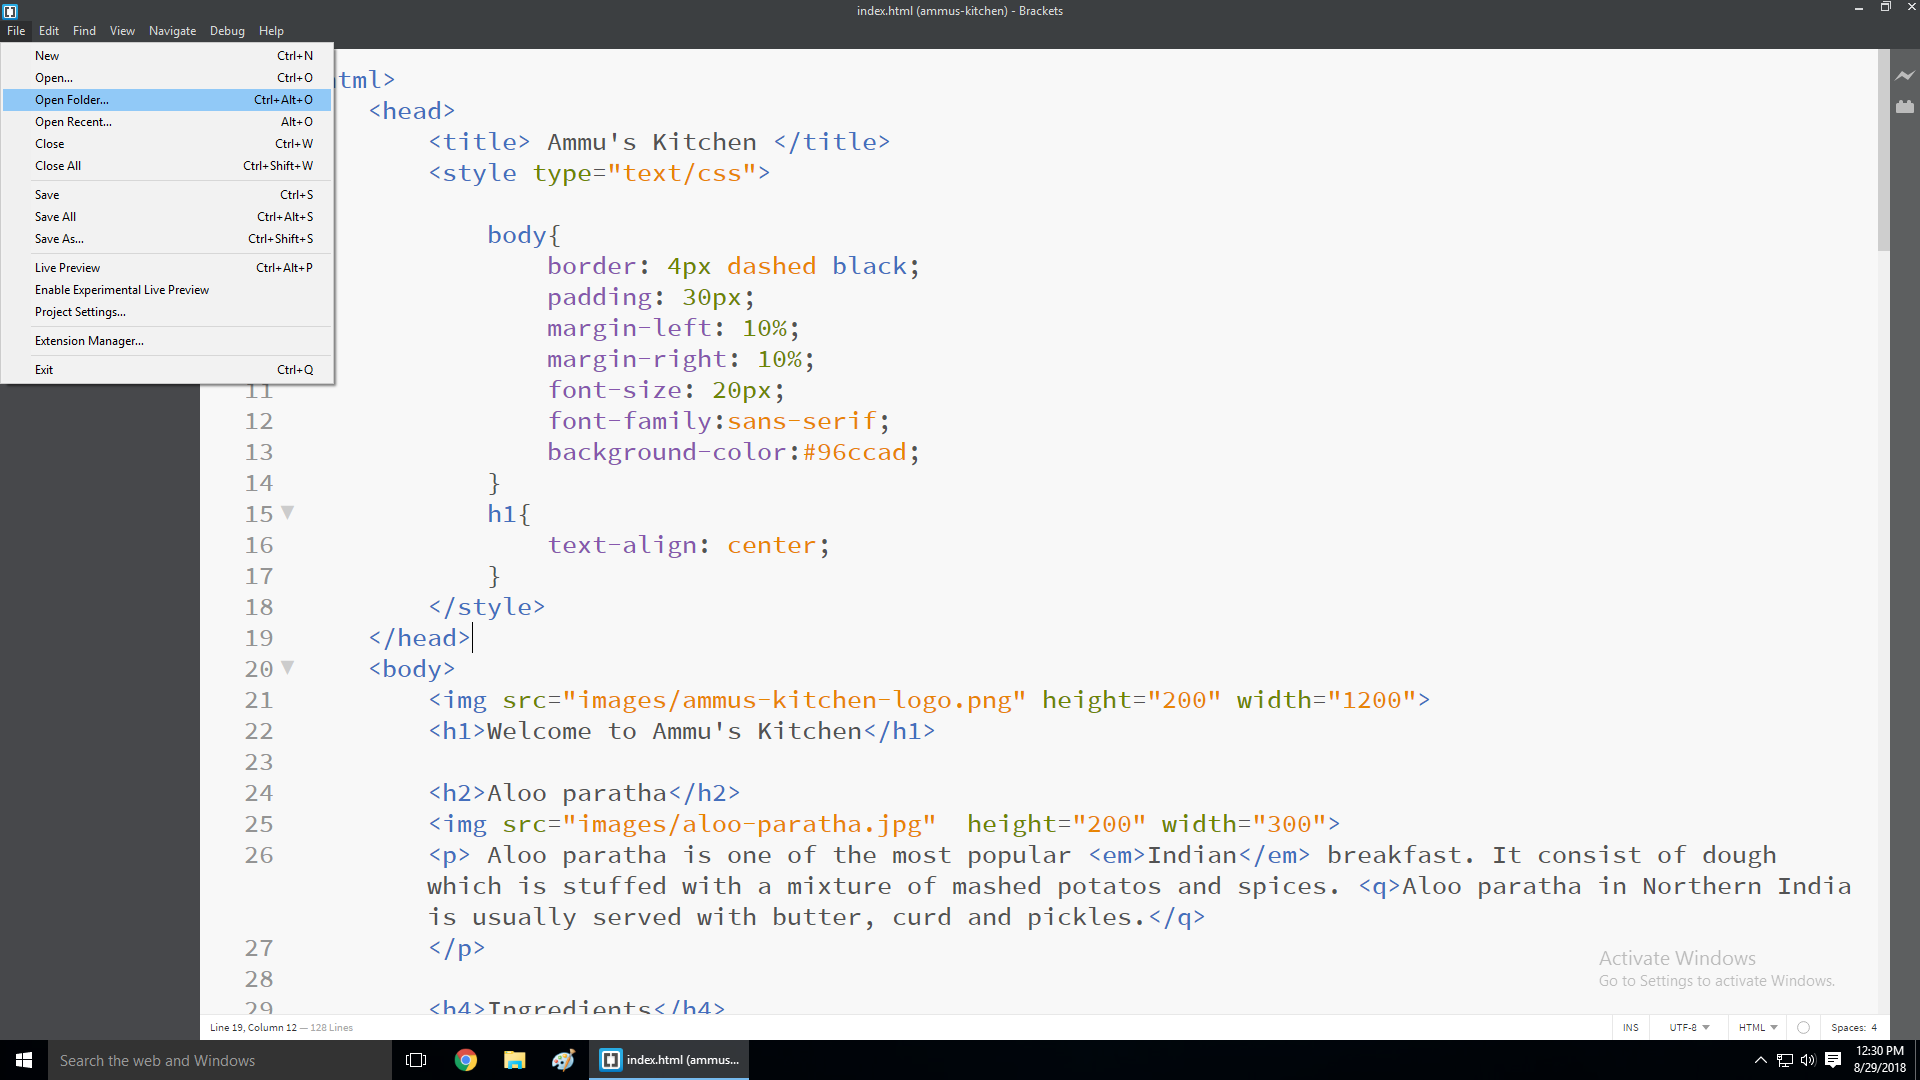 index.html (ammus-kitchen) - Brackets
File Edit Find View Navigate Debug Help
New Ctrl+N
Open... Ctrl+O
Open Folder... Ctrl+Alt+O
Open Recent... Alt+O
Close Ctrl+W
Close All Ctrl+Shift+W
Save Ctrl+S
Save All Ctrl+Alt+S
Save As... Ctrl+Shift+S
Live Preview Ctrl+Alt+P
Enable Experimental Live Preview
Project Settings...
Extension Manager...
Exit Ctrl+Q
tml>
<head>
<title> Ammu's Kitchen </title>
<style type="text/css">
body{
border: 4px dashed black;
padding: 30px;
margin-left: 10%;
margin-right: 10%;
11 font-size: 20px;
12 font-family:sans-serif;
13 background-color:#96ccad;
14 }
15 h1{
16 text-align: center;
17 }
18 </style>
19 </head>
20 <body>
21 <img src="images/ammus-kitchen-logo.png" height="200" width="1200">
22 <h1>Welcome to Ammu's Kitchen</h1>
23
24 <h2>Aloo paratha</h2>
25 <img src="images/aloo-paratha.jpg"  height="200" width="300">
26 <p> Aloo paratha is one of the most popular <em>Indian</em> breakfast. It consist of dough
which is stuffed with a mixture of mashed potatos and spices. <q>Aloo paratha in Northern India
is usually served with butter, curd and pickles.</q>
27 </p>
28
29 <h4>Ingredients</h4>
Activate Windows
Go to Settings to activate Windows.
Line 19, Column 12 — 128 Lines INS UTF-8 HTML Spaces: 4
Search the web and Windows
index.html (ammus...
12:30 PM
8/29/2018